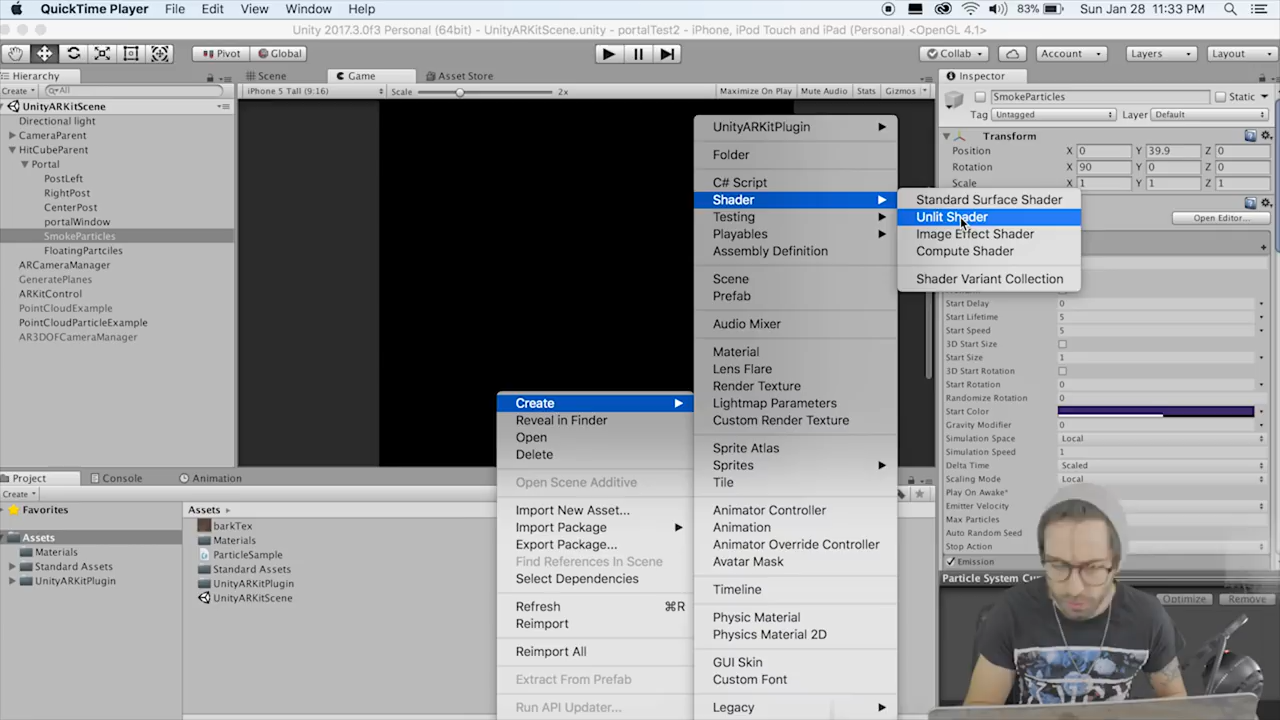 QuickTime Player File Edit View Window Help 83% Sun Jan 28 11:33 PM
Unity 2017.3.0f3 Personal (64bit) - UnityARKitScene.unity - portalTest2 - iPhone, iPod Touch and iPad (Personal) <OpenGL 4.1>
Pivot Global Collab Account Layers Layout
Hierarchy Scene Game Asset Store Inspector
Create All iPhone 5 Tall (9:16) Scale 2x Maximize On Play Mute Audio Stats Gizmos
UnityARKitScene
Directional light
CameraParent
HitCubeParent
Portal
PostLeft
RightPost
CenterPost
portalWindow
SmokeParticles
FloatingPartciles
ARCameraManager
GeneratePlanes
ARKitControl
PointCloudExample
PointCloudParticleExample
AR3DOFCameraManager
UnityARKitPlugin
Folder
C# Script
Shader
Testing
Playables
Assembly Definition
Scene
Prefab
Audio Mixer
Material
Lens Flare
Render Texture
Lightmap Parameters
Custom Render Texture
Sprite Atlas
Sprites
Tile
Animator Controller
Animation
Animator Override Controller
Avatar Mask
Timeline
Physic Material
Physics Material 2D
GUI Skin
Custom Font
Legacy
Standard Surface Shader
Unlit Shader
Image Effect Shader
Compute Shader
Shader Variant Collection
Create
Reveal in Finder
Open
Delete
Open Scene Additive
Import New Asset...
Import Package
Export Package...
Find References In Scene
Select Dependencies
Refresh ⌘R
Reimport
Reimport All
Extract From Prefab
Run API Updater...
SmokeParticles Static
Tag Untagged Layer Default
Transform
Position X 0 Y 39.9 Z 0
Rotation X 90 Y 0 Z 0
Scale X 1 Y 1 Z 1
Open Editor...
Start Delay 0
Start Lifetime 5
Start Speed 5
3D Start Size
Start Size 1
3D Start Rotation
Start Rotation 0
Randomize Rotation 0
Start Color
Gravity Modifier 0
Simulation Space Local
Simulation Speed 1
Delta Time Scaled
Scaling Mode Local
Play On Awake*
Emitter Velocity
Max Particles
Auto Random Seed
Stop Action
Emission
Particle System Cu
Optimize Remove
Project Console Animation
Create
Favorites
Assets
Materials
Standard Assets
UnityARKitPlugin
Assets
barkTex
Materials
ParticleSample
Standard Assets
UnityARKitPlugin
UnityARKitScene